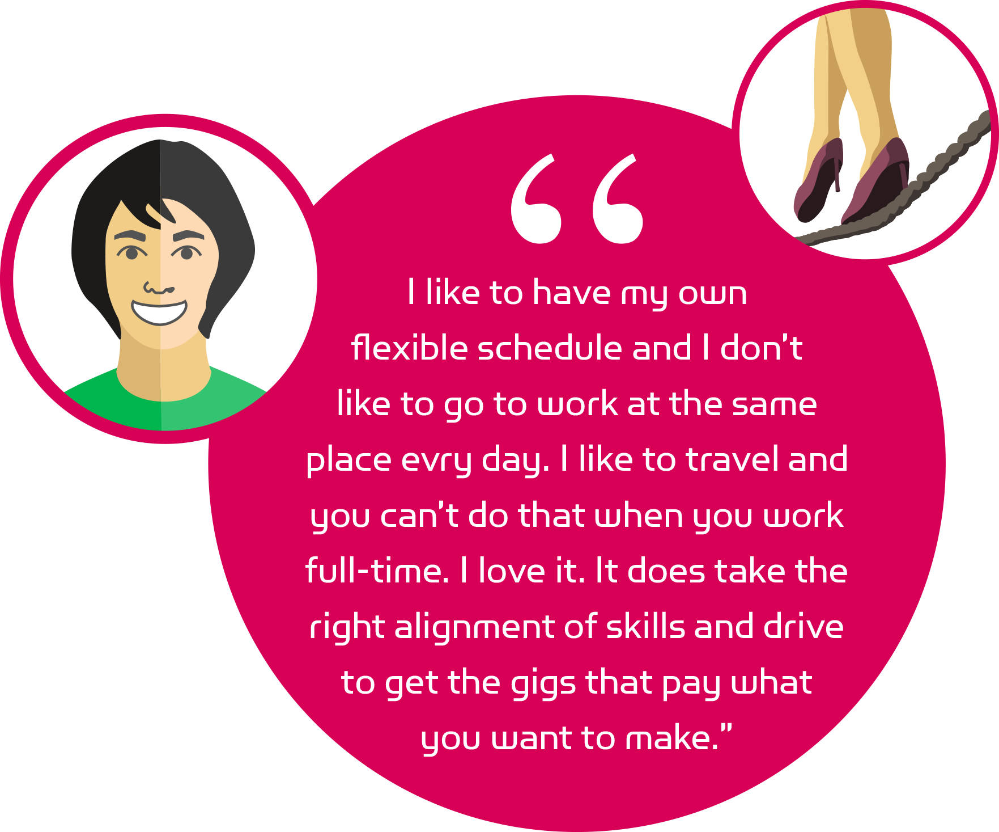 “
I like to have my own
flexible schedule and I don’t
like to go to work at the same
place evry day. I like to travel and
you can’t do that when you work
full-time. I love it. It does take the
right alignment of skills and drive
to get the gigs that pay what
you want to make.”